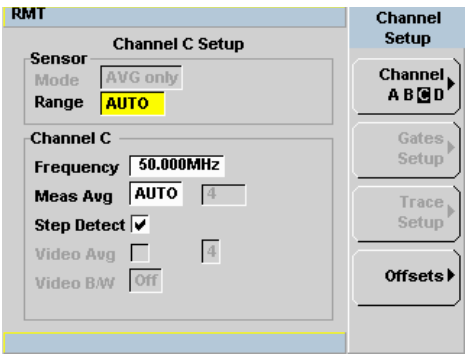 RMT
Channel C Setup
Sensor
Mode AVG only
Range AUTO
Channel C
Frequency 50.000MHz
Meas Avg AUTO 4
Step Detect
Video Avg 4
Video B/W Off
Channel
Setup
Channel
A B C D
Gates
Setup
Trace
Setup
Offsets